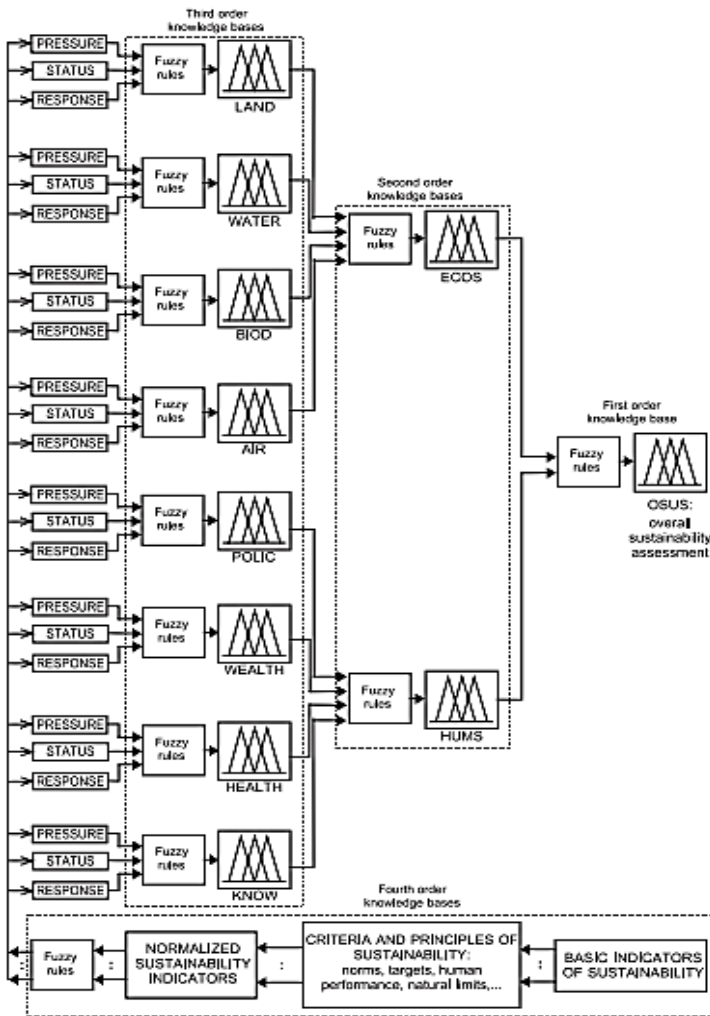 Third order
knowledge bases
PRESSURE
STATUS
RESPONSE
Fuzzy
rules
LAND
PRESSURE
STATUS
RESPONSE
Fuzzy
rules
WATER
PRESSURE
STATUS
RESPONSE
Fuzzy
rules
BIOD
PRESSURE
STATUS
RESPONSE
Fuzzy
rules
AIR
PRESSURE
STATUS
RESPONSE
Fuzzy
rules
POLIC
PRESSURE
STATUS
RESPONSE
Fuzzy
rules
WEALTH
PRESSURE
STATUS
RESPONSE
Fuzzy
rules
HEALTH
PRESSURE
STATUS
RESPONSE
Fuzzy
rules
KNOW
Second order
knowledge bases
Fuzzy
rules
ECOS
Fuzzy
rules
HUMS
First order
knowledge base
Fuzzy
rules
OSUS:
overall
sustainability
assessment
Fourth order
knowledge bases
Fuzzy
rules
NORMALIZED
SUSTAINABILITY
INDICATORS
CRITERIA AND PRINCIPLES OF
SUSTAINABILITY:
norms, targets, human
performance, natural limits,...
BASIC INDICATORS
OF SUSTAINABILITY